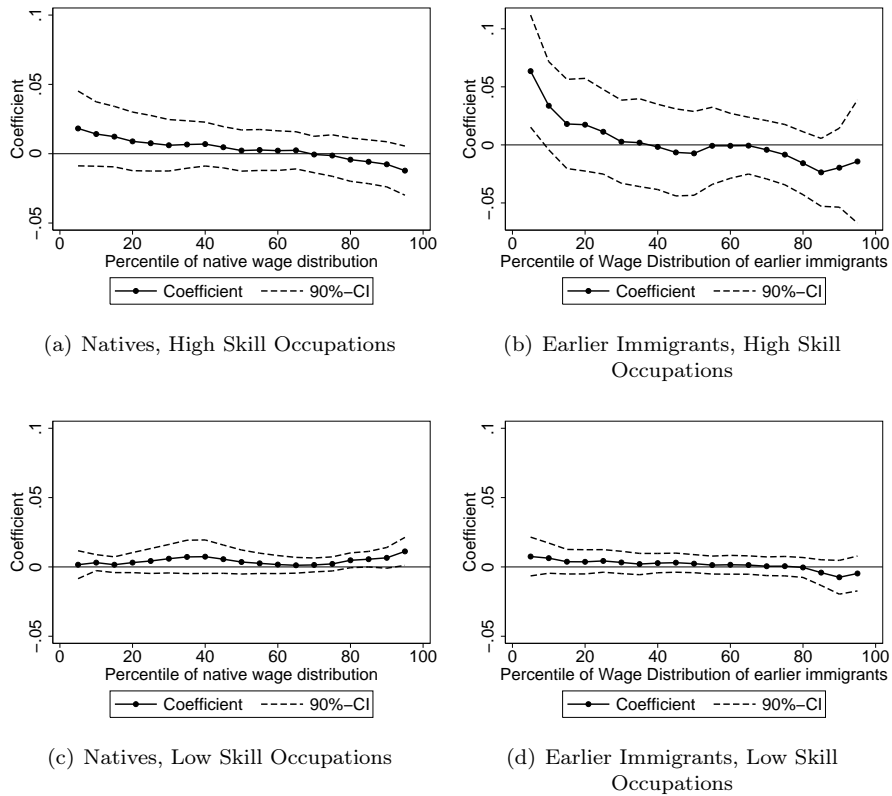 .1
.05
0
-.05
Coefficient
0 20 40 60 80 100
Percentile of native wage distribution
Coefficient 90%-CI
(a) Natives, High Skill Occupations
.1
.05
0
-.05
Coefficient
0 20 40 60 80 100
Percentile of Wage Distribution of earlier immigrants
Coefficient 90%-CI
(b) Earlier Immigrants, High Skill
Occupations
.1
.05
0
-.05
Coefficient
0 20 40 60 80 100
Percentile of native wage distribution
Coefficient 90%-CI
(c) Natives, Low Skill Occupations
.1
.05
0
-.05
Coefficient
0 20 40 60 80 100
Percentile of Wage Distribution of earlier immigrants
Coefficient 90%-CI
(d) Earlier Immigrants, Low Skill
Occupations